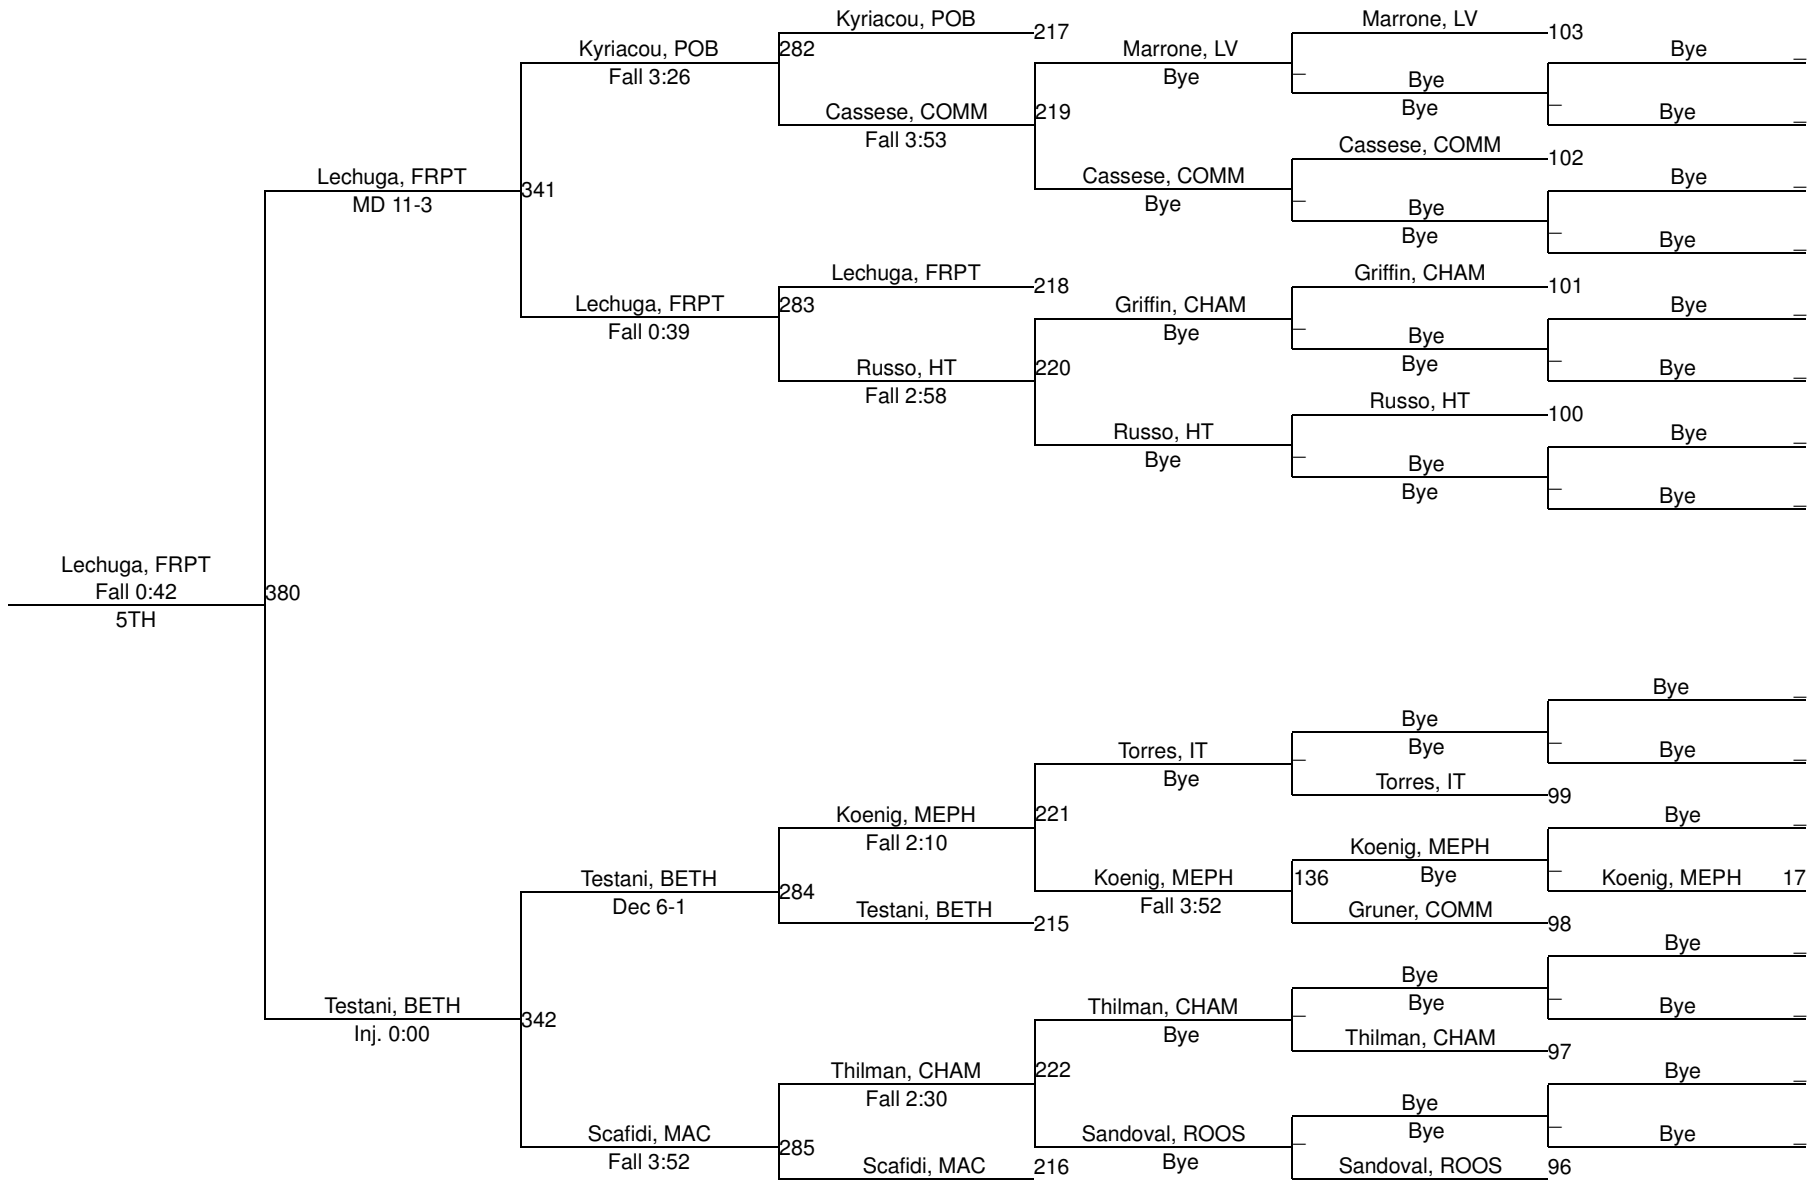 Kyriacou, POB
217
Marrone, LV
103
Kyriacou, POB
282
Marrone, LV
Bye
Fall 3:26
Bye
Bye
Cassese, COMM
219
Bye
Bye
Fall 3:53
Cassese, COMM
102
Lechuga, FRPT
341
Cassese, COMM
Bye
MD 11-3
Bye
Bye
Bye
Bye
Lechuga, FRPT
218
Griffin, CHAM
101
Lechuga, FRPT
283
Griffin, CHAM
Bye
Fall 0:39
Bye
Bye
Russo, HT
220
Bye
Bye
Fall 2:58
Russo, HT
100
Russo, HT
Bye
Bye
Bye
Bye
Bye
Lechuga, FRPT
Fall 0:42
380
5TH
Bye
Bye
Torres, IT
Bye
Bye
Bye
Torres, IT
99
Koenig, MEPH
221
Bye
Fall 2:10
Koenig, MEPH
Testani, BETH
284
Koenig, MEPH
136
Bye
Koenig, MEPH
17
Dec 6-1
Testani, BETH
215
Fall 3:52
Gruner, COMM
98
Bye
Bye
Testani, BETH
342
Thilman, CHAM
Bye
Bye
Inj. 0:00
Bye
Thilman, CHAM
97
Thilman, CHAM
222
Bye
Fall 2:30
Bye
Scafidi, MAC
285
Sandoval, ROOS
Bye
Bye
Fall 3:52
Scafidi, MAC
216
Bye
Sandoval, ROOS
96